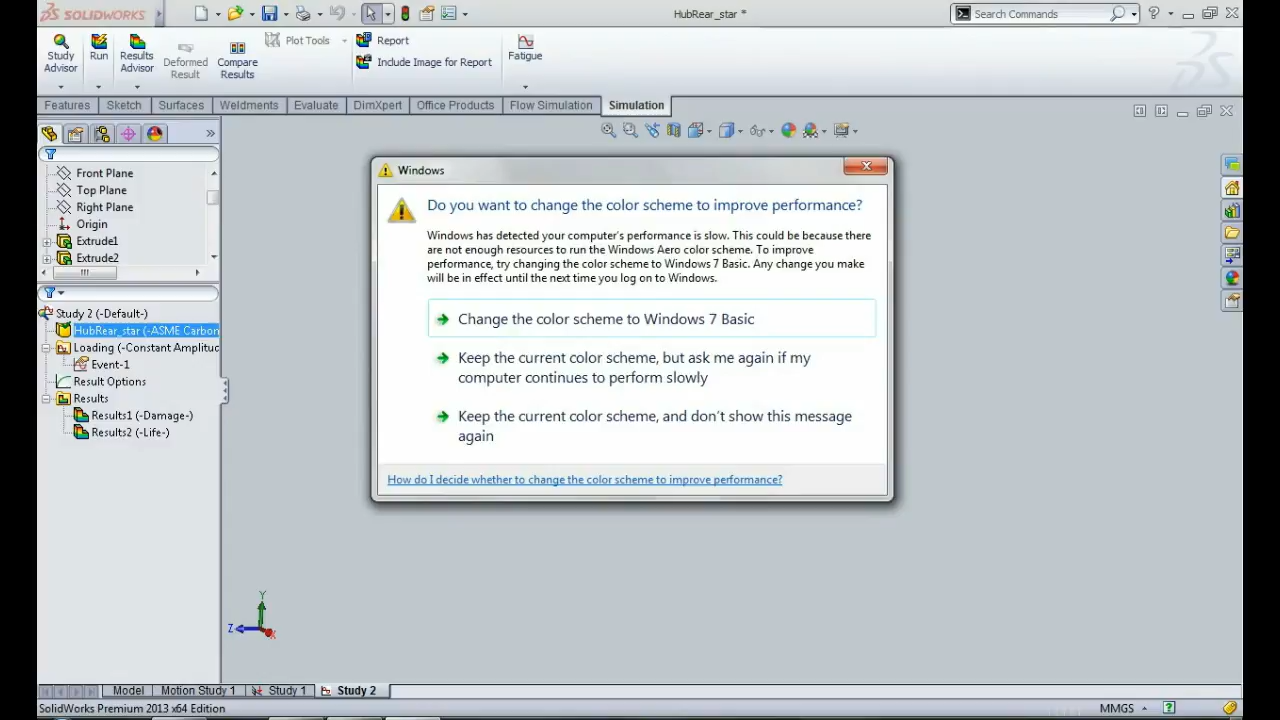 SOLIDWORKS
HubRear_star *
Search Commands
Study Advisor
Run
Results Advisor
Deformed Result
Compare Results
Plot Tools
Report
Include Image for Report
Fatigue
Features
Sketch
Surfaces
Weldments
Evaluate
DimXpert
Office Products
Flow Simulation
Simulation
Front Plane
Top Plane
Right Plane
Origin
Extrude1
Extrude2
Study 2 (-Default-)
HubRear_star (-ASME Carbon
Loading (-Constant Amplituc
Event-1
Result Options
Results
Results1 (-Damage-)
Results2 (-Life-)
Windows
Do you want to change the color scheme to improve performance?
Windows has detected your computer's performance is slow. This could be because there
are not enough resources to run the Windows Aero color scheme. To improve
performance, try changing the color scheme to Windows 7 Basic. Any change you make
will be in effect until the next time you log on to Windows.
Change the color scheme to Windows 7 Basic
Keep the current color scheme, but ask me again if my
computer continues to perform slowly
Keep the current color scheme, and don't show this message
again
How do I decide whether to change the color scheme to improve performance?
Y
Z
X
Model
Motion Study 1
Study 1
Study 2
SolidWorks Premium 2013 x64 Edition
MMGS